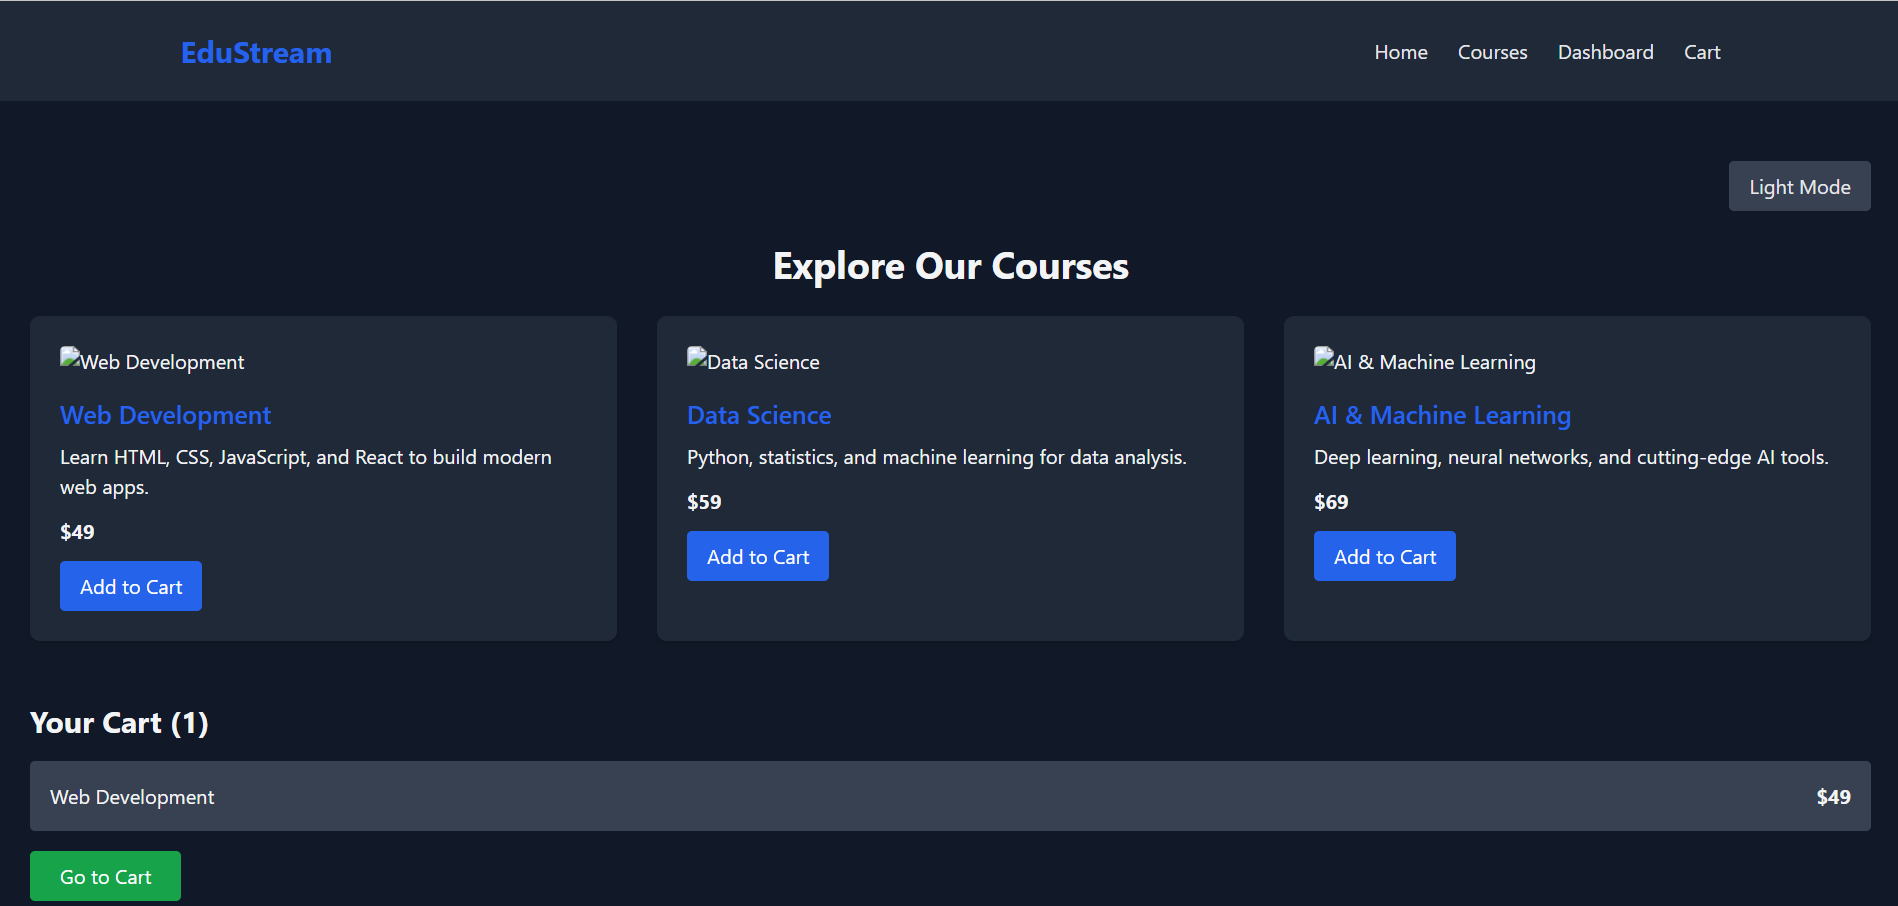 EduStream
Home Courses Dashboard Cart
Light Mode
Explore Our Courses
Web Development
Web Development
Learn HTML, CSS, JavaScript, and React to build modern
web apps.
$49
Add to Cart
Data Science
Data Science
Python, statistics, and machine learning for data analysis.
$59
Add to Cart
AI & Machine Learning
AI & Machine Learning
Deep learning, neural networks, and cutting-edge AI tools.
$69
Add to Cart
Your Cart (1)
Web Development $49
Go to Cart